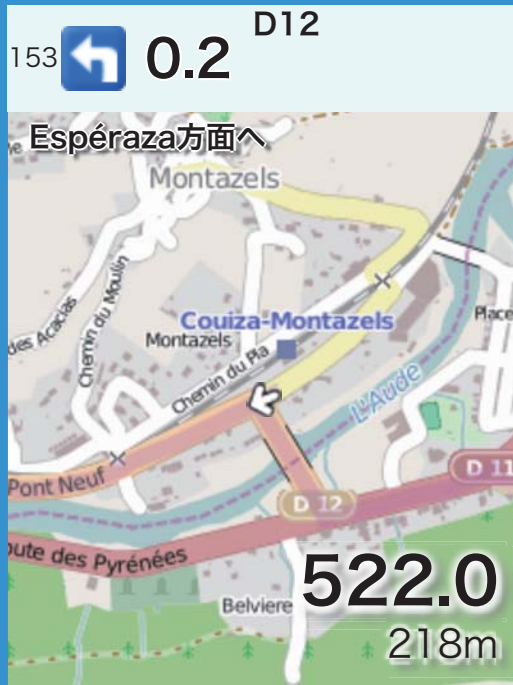 D12
153 0.2
le Espéraza方面へ
Montazels
des Acacias
Chemin du Moulin
Couiza-Montazels
Montazels
Place
Chemin du Pla
L'Aude
Pont Neuf
D 11
D 12
oute des Pyrénées
522.0
Belviere
218m